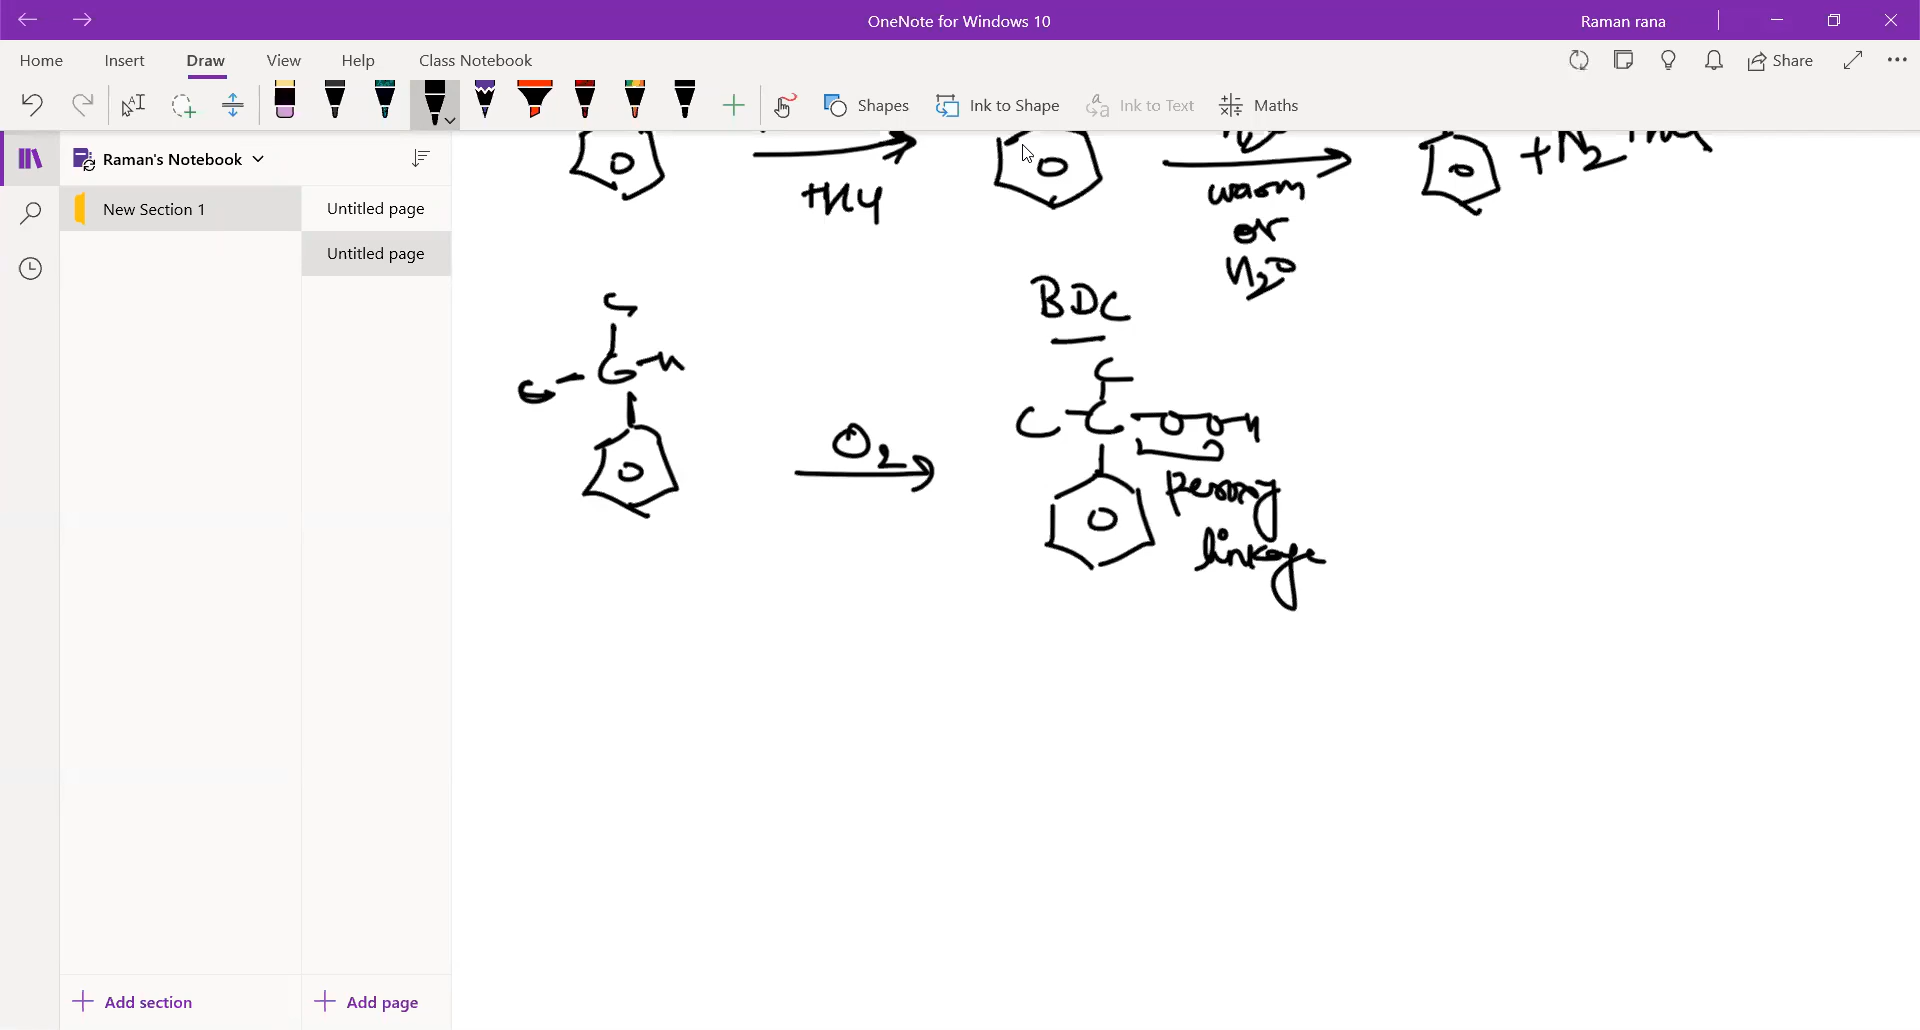 OneNote for Windows 10
Raman rana
Home Insert Draw View Help Class Notebook
Share
Shapes Ink to Shape Ink to Text Maths
Raman's Notebook
New Section 1
Untitled page
Untitled page
warm
or
H2O
+ N2
BDC
C
C
C
C - C - O - O - H
O2
linkage
Add section
Add page